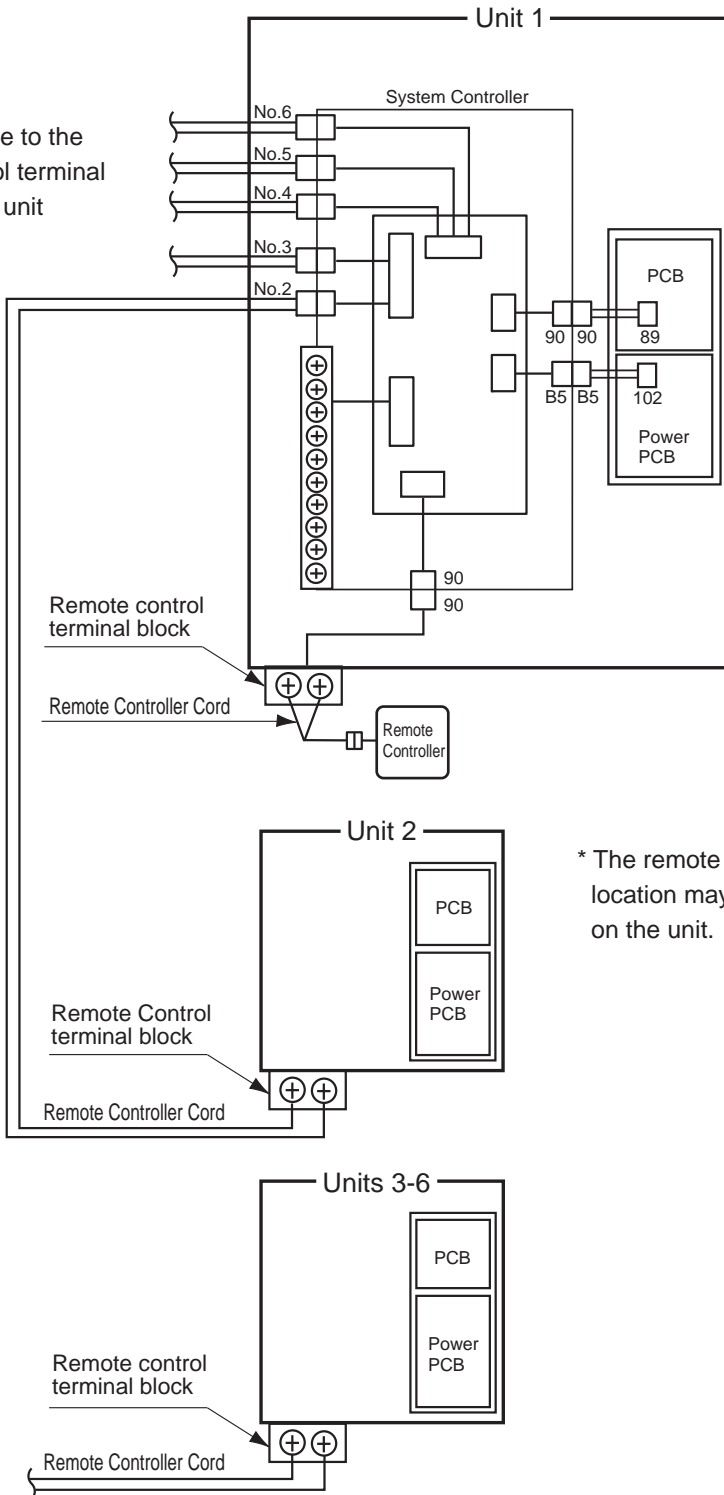 Unit 1
System Controller
e to the
ol terminal
unit
No.6
No.5
No.4
No.3
No.2
PCB
90 90
89
B5 B5
102
Power
PCB
90
90
Remote control
terminal block
Remote Controller Cord
Remote
Controller
Unit 2
* The remote
location may
on the unit.
PCB
Power
PCB
Remote Control
terminal block
Remote Controller Cord
Units 3-6
PCB
Power
PCB
Remote control
terminal block
Remote Controller Cord